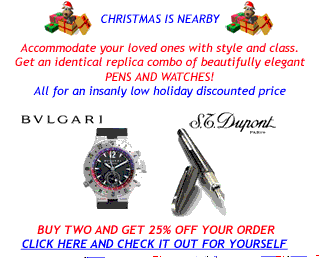 CHRISTMAS IS NEARBY
Accommodate your loved ones with style and class.
Get an identical replica combo of beautifully elegant
PENS AND WATCHES!
All for an insanly low holiday discounted price
BVLGARI
S.T. Dupont
PARIS
BUY TWO AND GET 25% OFF YOUR ORDER
CLICK HERE AND CHECK IT OUT FOR YOURSELF